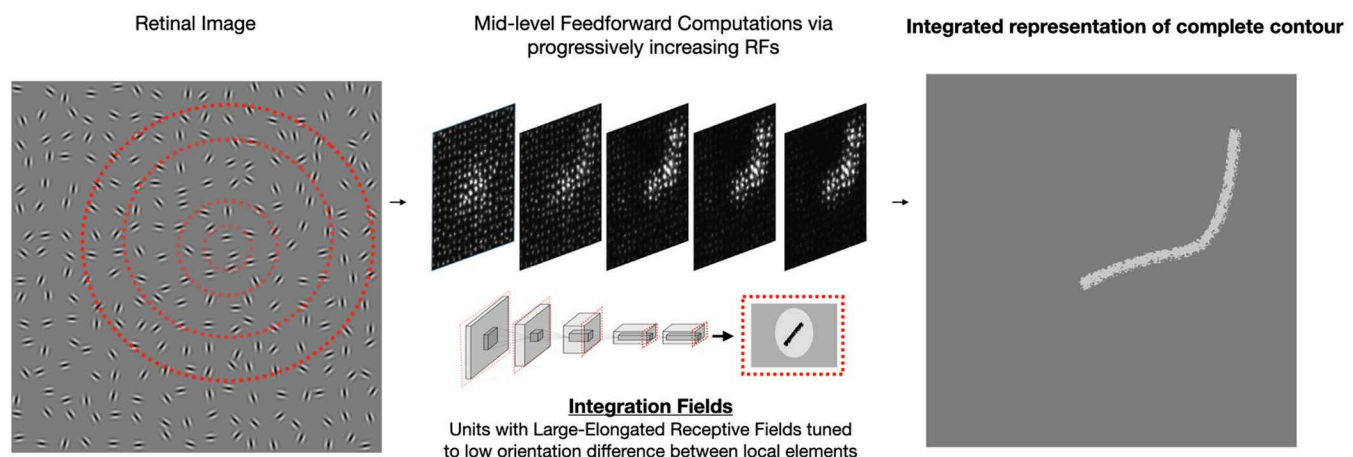 Retinal Image
Mid-level Feedforward Computations via
progressively increasing RFs
Integrated representation of complete contour
Integration Fields
Units with Large-Elongated Receptive Fields tuned
to low orientation difference between local elements